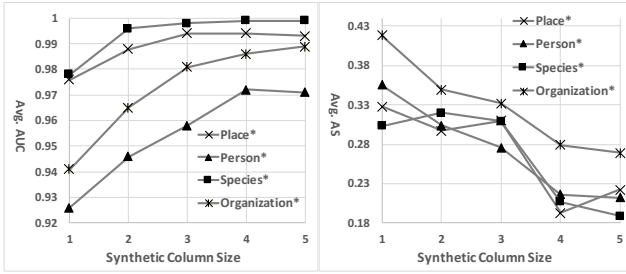 1
0.99
0.98
0.97
0.96
0.95
0.94
0.93
0.92
Avg. AUC
Place*
Person*
Species*
Organization*
1 2 3 4 5
Synthetic Column Size
0.43
0.38
0.33
0.28
0.23
0.18
Avg. AS
Place*
Person*
Species*
Organization*
1 2 3 4 5
Synthetic Column Size